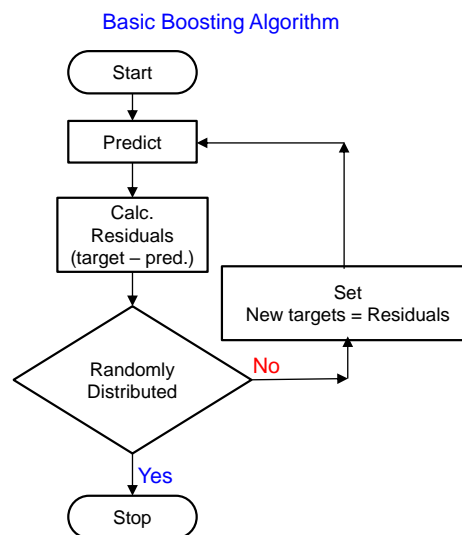 Basic Boosting Algorithm
Start
Predict
Calc.
Residuals
(target – pred.)
Set
New targets = Residuals
Randomly
Distributed
No
Yes
Stop